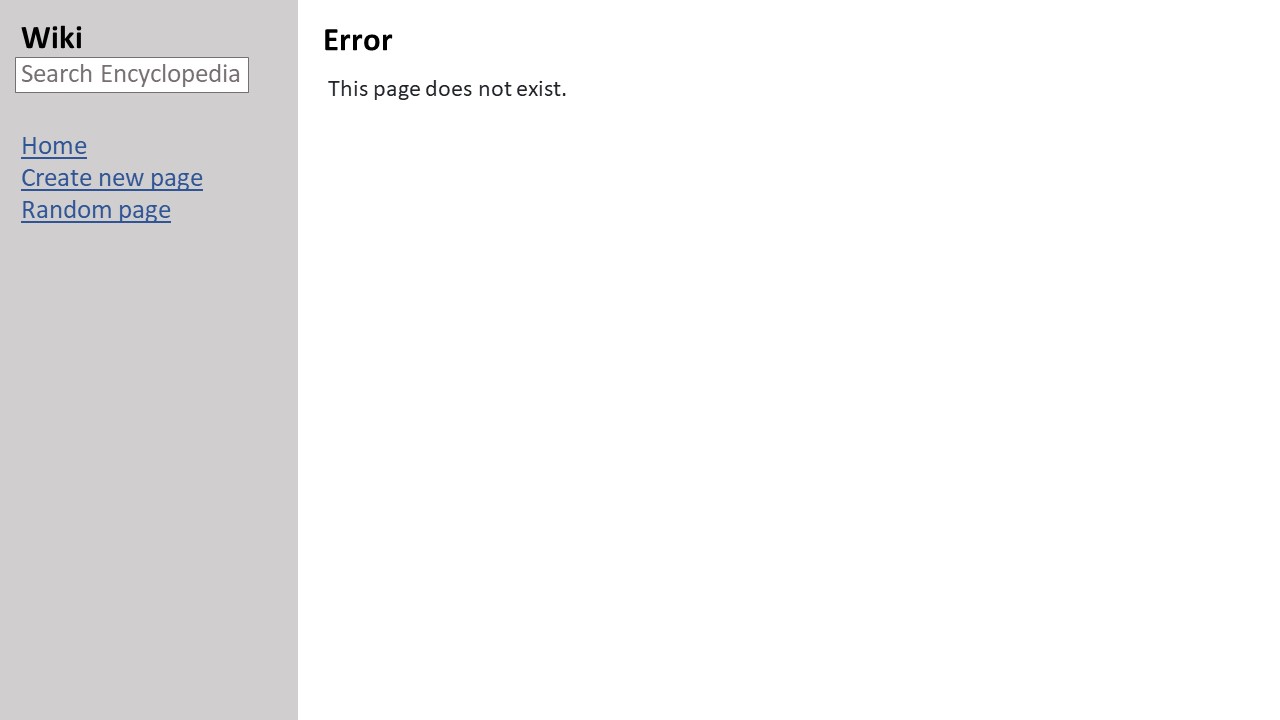 Wiki
Search Encyclopedia
Home
Create new page
Random page
Error
This page does not exist.